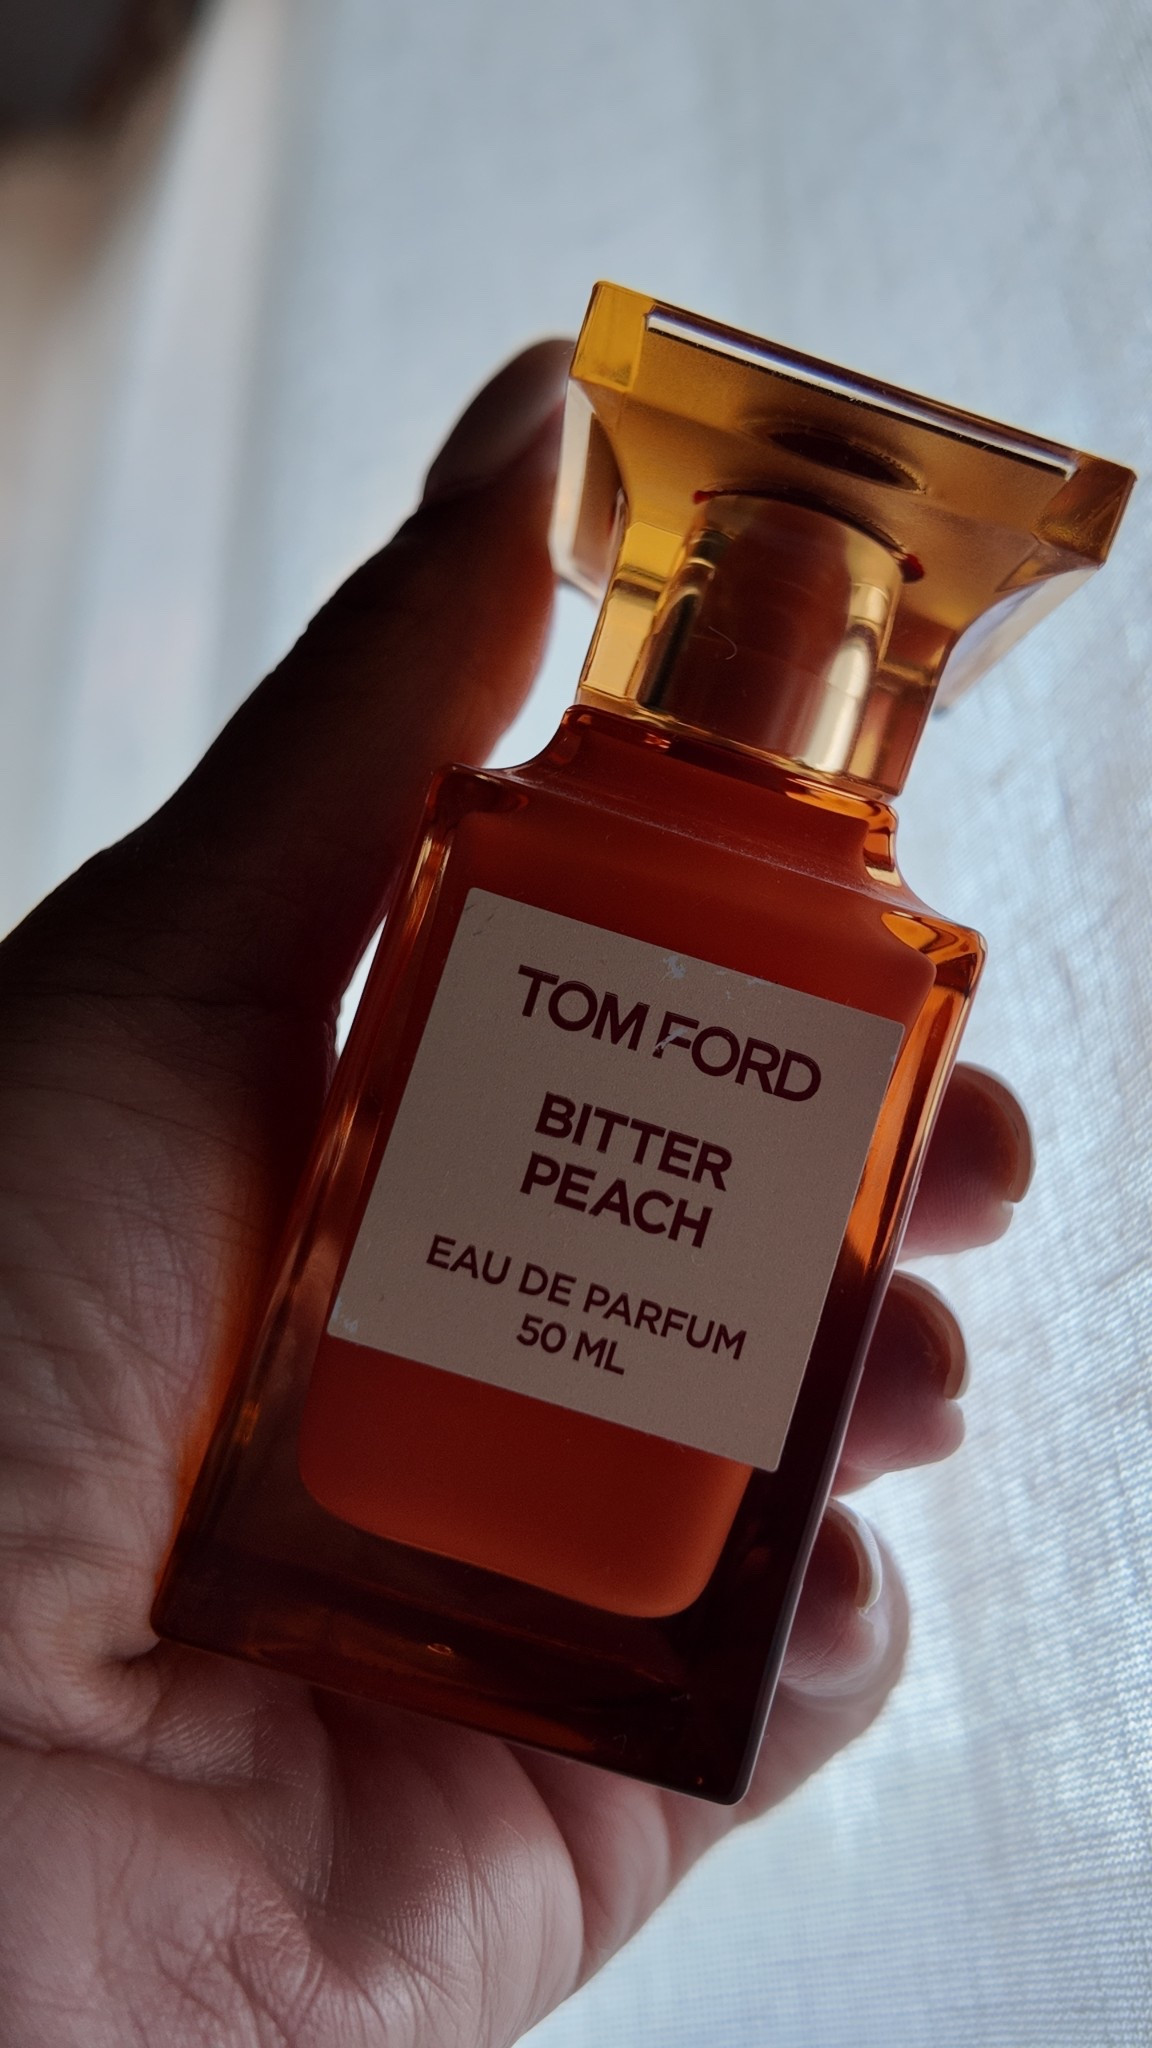 TOM FORD
BITTER
PEACH
EAU DE PARFUM
50 ML